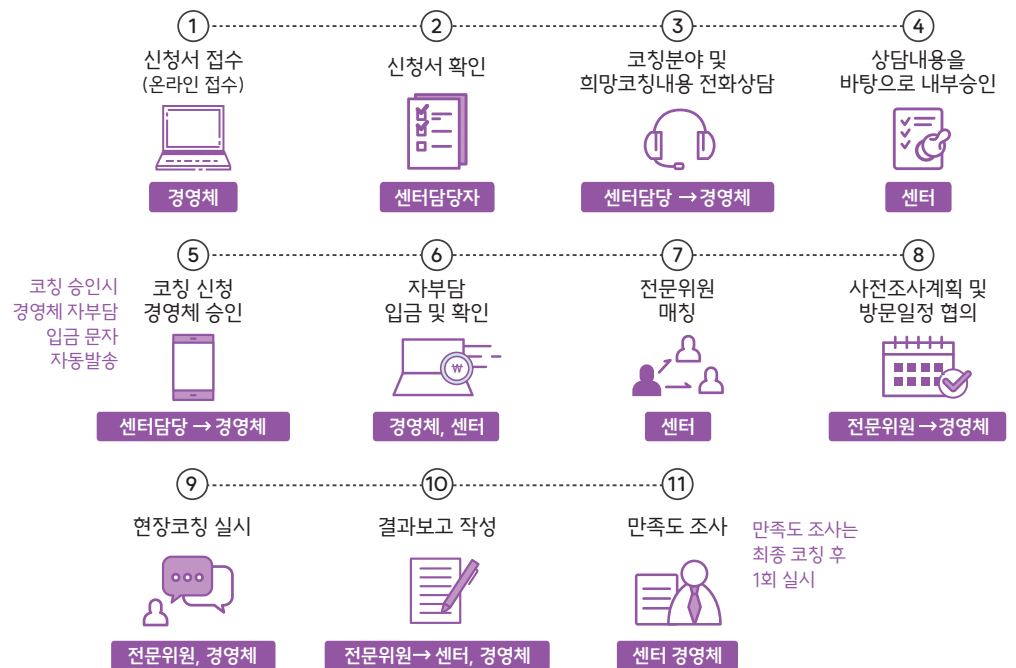 ①
신청서 접수
(온라인 접수)
경영체
②
신청서 확인
센터담당자
③
코칭분야 및
희망코칭내용 전화상담
센터담당 → 경영체
④
상담내용을
바탕으로 내부승인
센터
⑤
코칭 승인시
경영체 자부담
입금 문자
자동발송
코칭 신청
경영체 승인
센터담당 → 경영체
⑥
자부담
입금 및 확인
₩
경영체, 센터
⑦
전문위원
매칭
센터
⑧
사전조사계획 및
방문일정 협의
전문위원 → 경영체
⑨
현장코칭 실시
전문위원, 경영체
⑩
결과보고 작성
전문위원 → 센터, 경영체
⑪
만족도 조사
센터 경영체
만족도 조사는
최종 코칭 후
1회 실시